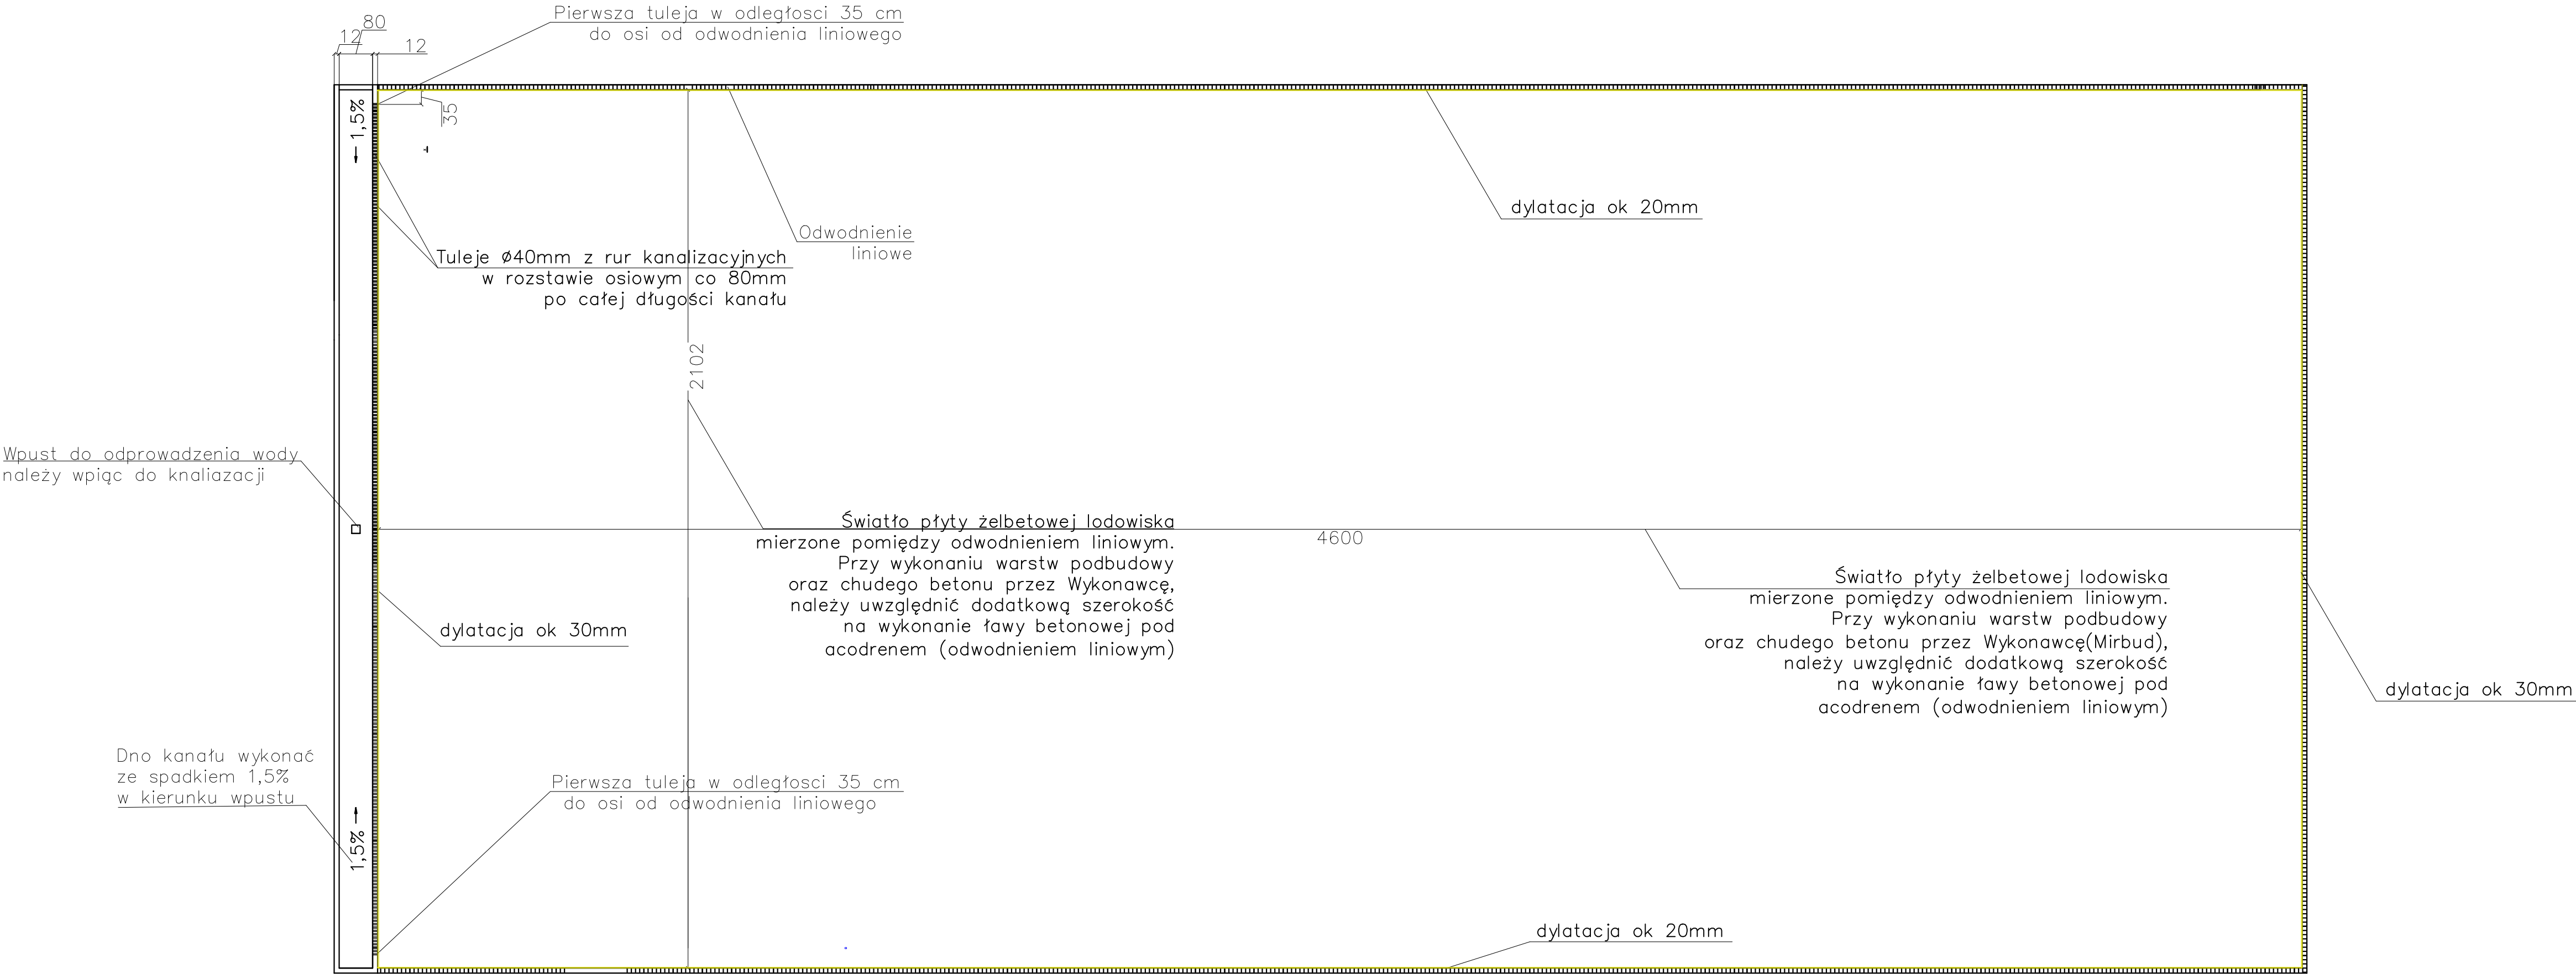 Pierwsza tuleja w odległosci 35 cm
do osi od odwodnienia liniowego
80
12
12
1,5%
35
dylatacja ok 20mm
Odwodnienie
liniowe
Tuleje ø40mm z rur kanalizacyjnych
w rozstawie osiowym co 80mm
po całej długości kanału
2102
Wpust do odprowadzenia wody
należy wpiąc do knaliazacji
Światło płyty żelbetowej lodowiska
mierzone pomiędzy odwodnieniem liniowym.
Przy wykonaniu warstw podbudowy
oraz chudego betonu przez Wykonawcę,
należy uwzględnić dodatkową szerokość
na wykonanie ławy betonowej pod
acodrenem (odwodnieniem liniowym)
4600
Światło płyty żelbetowej lodowiska
mierzone pomiędzy odwodnieniem liniowym.
Przy wykonaniu warstw podbudowy
oraz chudego betonu przez Wykonawcę(Mirbud),
należy uwzględnić dodatkową szerokość
na wykonanie ławy betonowej pod
acodrenem (odwodnieniem liniowym)
dylatacja ok 30mm
dylatacja ok 30mm
Dno kanału wykonać
ze spadkiem 1,5%
w kierunku wpustu
Pierwsza tuleja w odległosci 35 cm
do osi od odwodnienia liniowego
1,5%
dylatacja ok 20mm